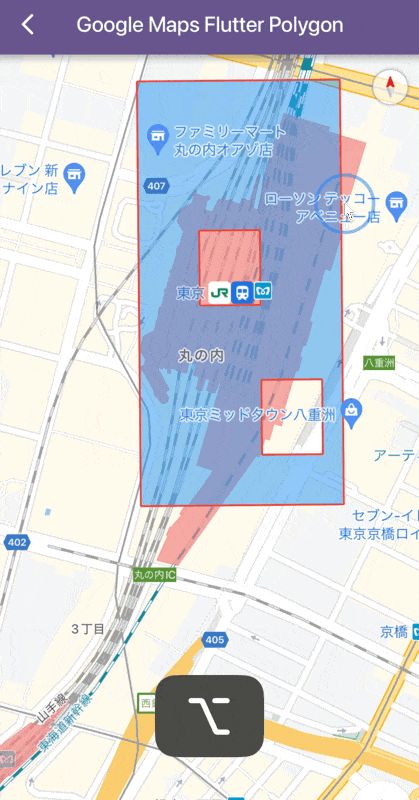 Google Maps Flutter Polygon
ファミリーマート
丸の内オアゾ店
レブン 新
ナイン店
407
ローソン テッコー
アベニュー店
東京
JR
丸の内
八重洲
東京ミッドタウン八重洲
アーティ
セブン-イレ
東京京橋ロイ
402
丸の内IC
3丁目
405
京橋
西銀
山手線
東海道新幹線